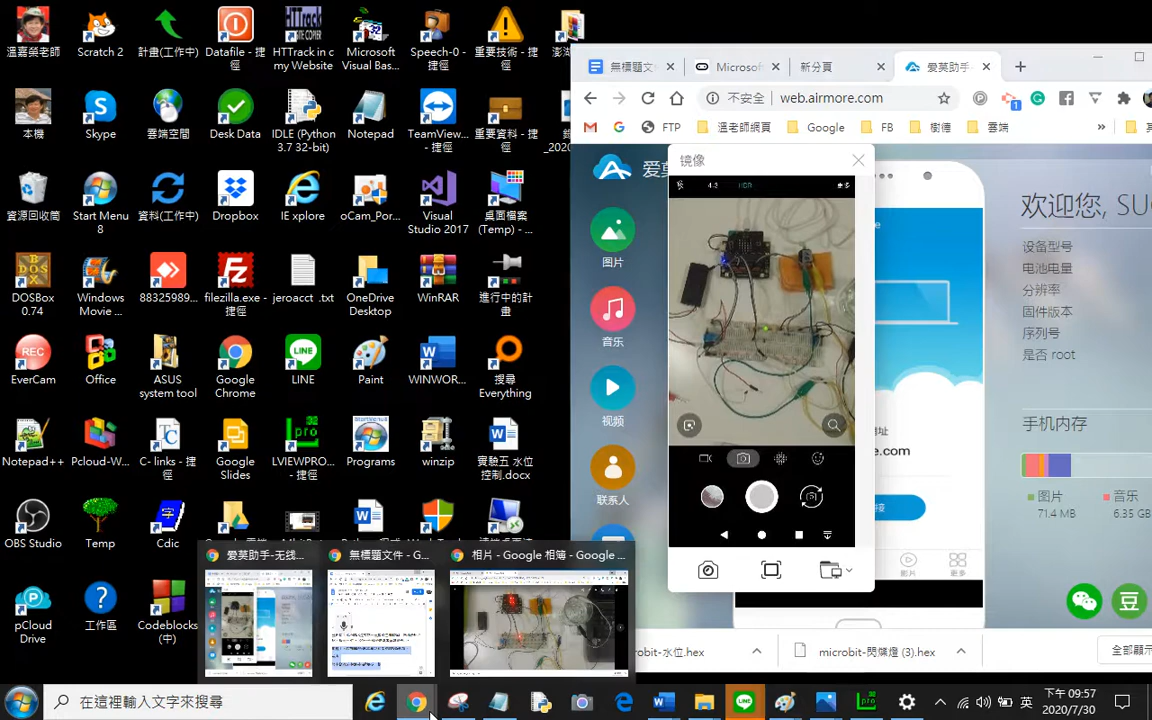 溫嘉榮老師
Scratch 2
計畫(工作中)
Datafile - 捷徑
HTTrack in c my Website
Microsoft Visual Bas...
Speech-0 - 捷徑
重要技術 - 捷徑
本機
Skype
雲端空間
Desk Data
IDLE (Python 3.7 32-bit)
Notepad
TeamView...
重要資料 - 捷徑
_2020
資源回收筒
Start Menu 8
資料(工作中)
Dropbox
IE xplore
oCam_Por...
Visual Studio 2017
桌面檔案 (Temp) - ...
DOSBox 0.74
Windows Movie ...
88325989...
filezilla.exe - 捷徑
jeroacct .txt
OneDrive Desktop
WinRAR
進行中的計畫
EverCam
Office
ASUS system tool
Google Chrome
LINE
Paint
WINWOR...
搜尋 Everything
Notepad++
Pcloud-W...
C- links - 捷徑
Google Slides
LVIEWPRO... - 捷徑
Programs
winzip
實驗五 水位控制.docx
OBS Studio
Temp
Cdic
pCloud Drive
工作區
Codeblocks (中)
無標題文
Microsof
新分頁
爱莫助手-
不安全
web.airmore.com
FTP
溫老師網頁
Google
FB
樹德
雲端
»
镜像
图片
音乐
视频
联系人
欢迎您, SU
设备型号
电池电量
分辨率
固件版本
序列号
是否 root
手机内存
图片
音乐
71.4 MB
6.35 GB
图片
更多
爱莫助手-无线...
無標題文件 - G...
相片 - Google 相簿 - Google ...
robit-水位.hex
microbit-閃爍燈 (3).hex
全部顯示
在這裡輸入文字來搜尋
英
下午 09:57
2020/7/30